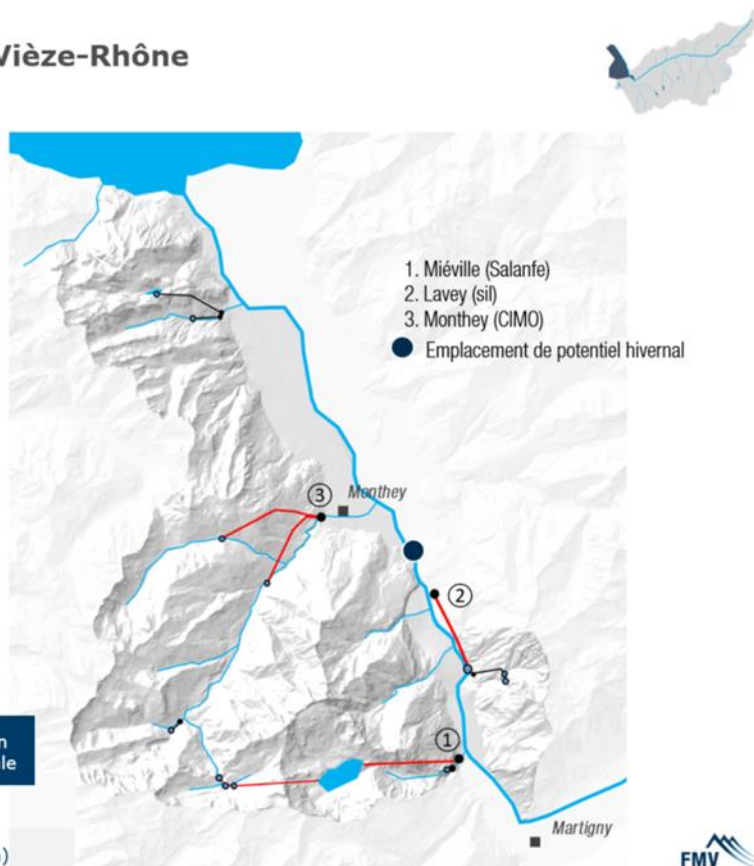 Vièze-Rhône
1. Miéville (Salanfe)
2. Lavey (sil)
3. Monthey (CIMO)
Emplacement de potentiel hivernal
③
Monthey
②
①
Martigny
FMV